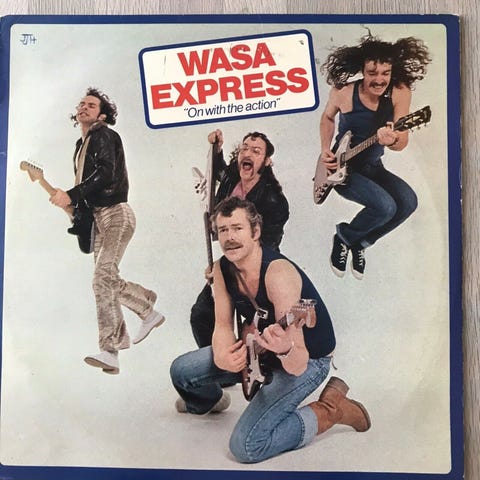 WASA
EXPRESS
"On with the action"